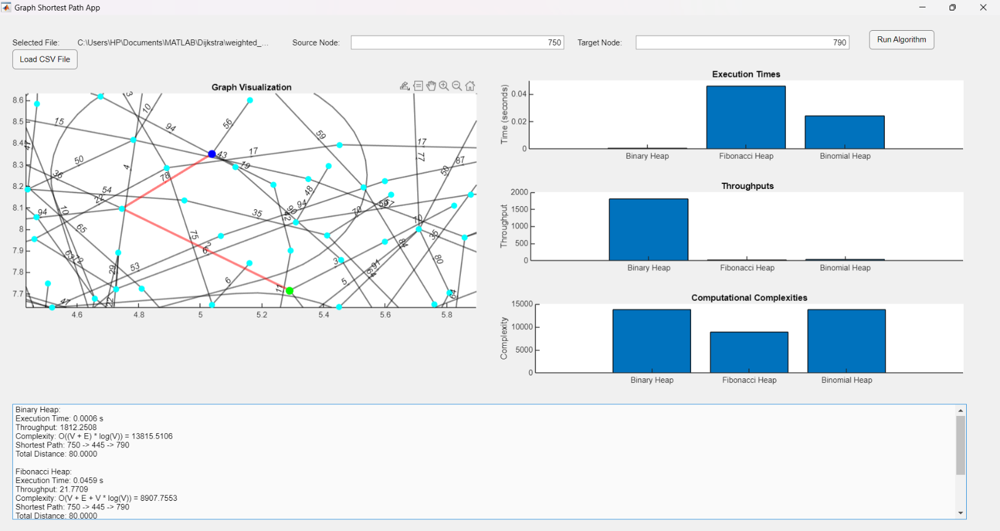 Graph Shortest Path App
Selected File: C:\Users\HP\Documents\MATLAB\Dijkstra\weighted_... Source Node: 750 Target Node: 790 Run Algorithm
Load CSV File
Graph Visualization
8.6
8.5
8.4
8.3
8.2
8.1
8
7.9
7.8
7.7
4.6 4.8 5 5.2 5.4 5.6 5.8
3
10
15
94
56
59
17
17
43
47
50
4
19
77
87
50
36
78
54
22
48
94
10
90
94
65
35
70
70
75
35
2
6
84
63
72
80
29
53
3
91
64
6
11
5
64
47
22
Execution Times
Time (seconds)
0.04
0.02
0
Binary Heap Fibonacci Heap Binomial Heap
Throughputs
Throughput
2000
1500
1000
500
0
Binary Heap Fibonacci Heap Binomial Heap
Computational Complexities
Complexity
15000
10000
5000
0
Binary Heap Fibonacci Heap Binomial Heap
Binary Heap:
Execution Time: 0.0006 s
Throughput: 1812.2508
Complexity: O((V + E) * log(V)) = 13815.5106
Shortest Path: 750 -> 445 -> 790
Total Distance: 80.0000
Fibonacci Heap:
Execution Time: 0.0459 s
Throughput: 21.7709
Complexity: O(V + E + V * log(V)) = 8907.7553
Shortest Path: 750 -> 445 -> 790
Total Distance: 80.0000